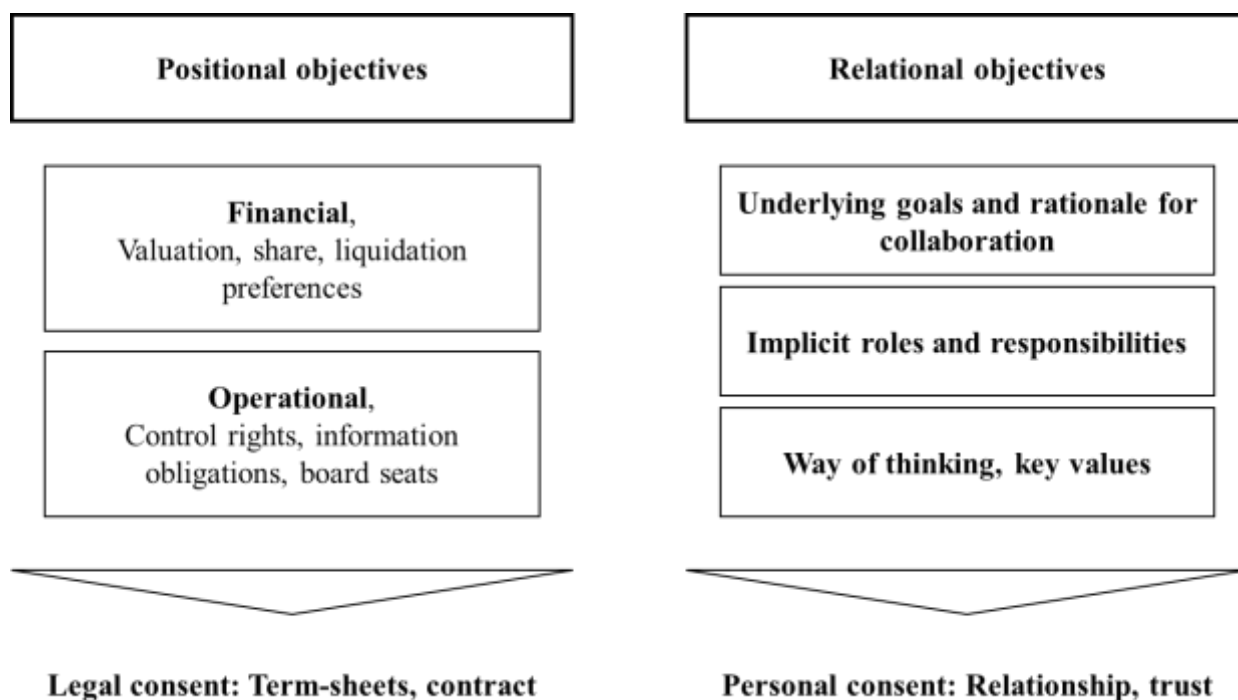 Positional objectives
Financial,
Valuation, share, liquidation
preferences
Operational,
Control rights, information
obligations, board seats
Legal consent: Term-sheets, contract
Relational objectives
Underlying goals and rationale for
collaboration
Implicit roles and responsibilities
Way of thinking, key values
Personal consent: Relationship, trust